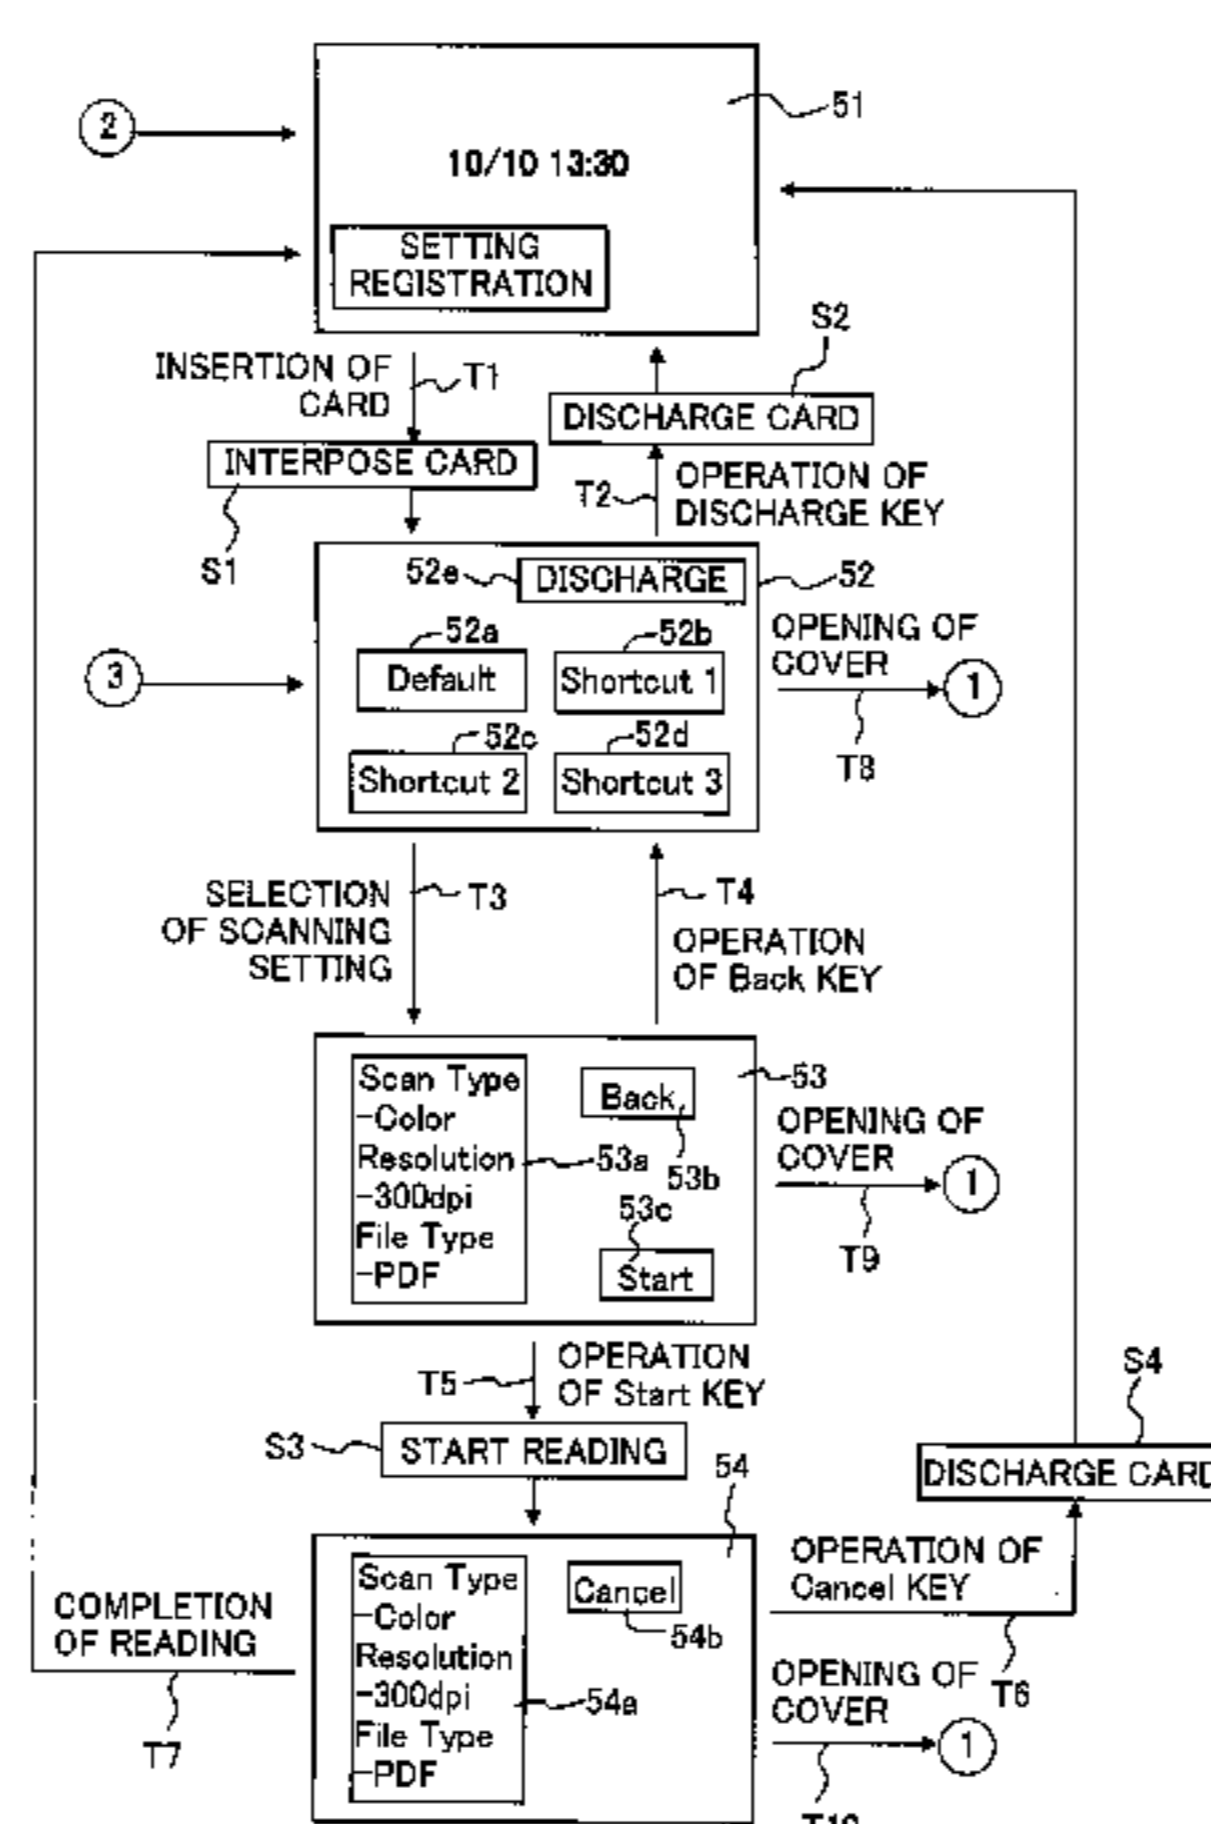 51
2
10/10 13:30
SETTING
REGISTRATION
S2
INSERTION OF
CARD
T1
DISCHARGE CARD
INTERPOSE CARD
T2
OPERATION OF
DISCHARGE KEY
S1
52e
DISCHARGE
52
52a
52b
OPENING OF
COVER
3
Default
Shortcut 1
1
52c
52d
T8
Shortcut 2
Shortcut 3
SELECTION
OF SCANNING
SETTING
T3
T4
OPERATION
OF Back KEY
Scan Type
-Color
Resolution
-300dpi
File Type
-PDF
53a
Back
53b
53c
Start
53
OPENING OF
COVER
1
T9
T5
OPERATION
OF Start KEY
S3
START READING
54
S4
DISCHARGE CARD
Scan Type
-Color
Resolution
-300dpi
File Type
-PDF
54a
Cancel
54b
OPERATION OF
Cancel KEY
T6
COMPLETION
OF READING
T7
OPENING OF
COVER
1